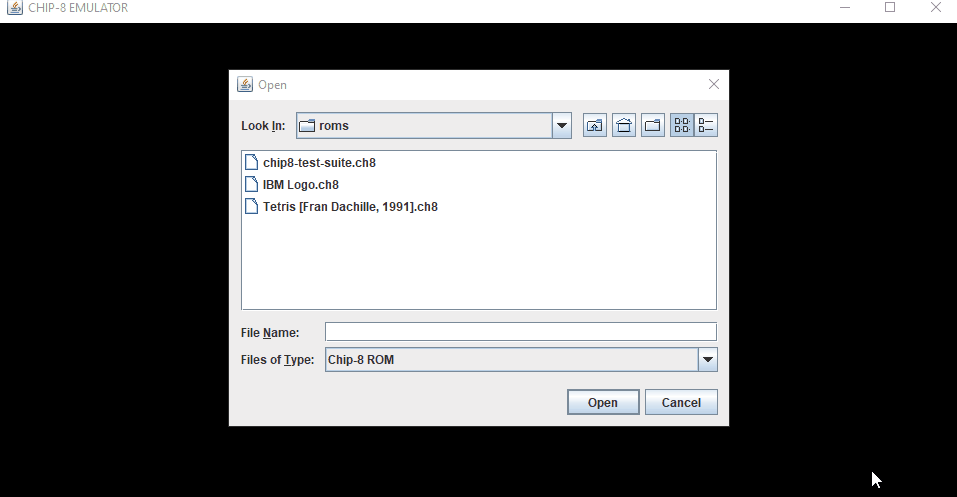 CHIP-8 EMULATOR
Open
Look In: roms
chip8-test-suite.ch8
IBM Logo.ch8
Tetris [Fran Dachille, 1991].ch8
File Name:
Files of Type: Chip-8 ROM
Open Cancel